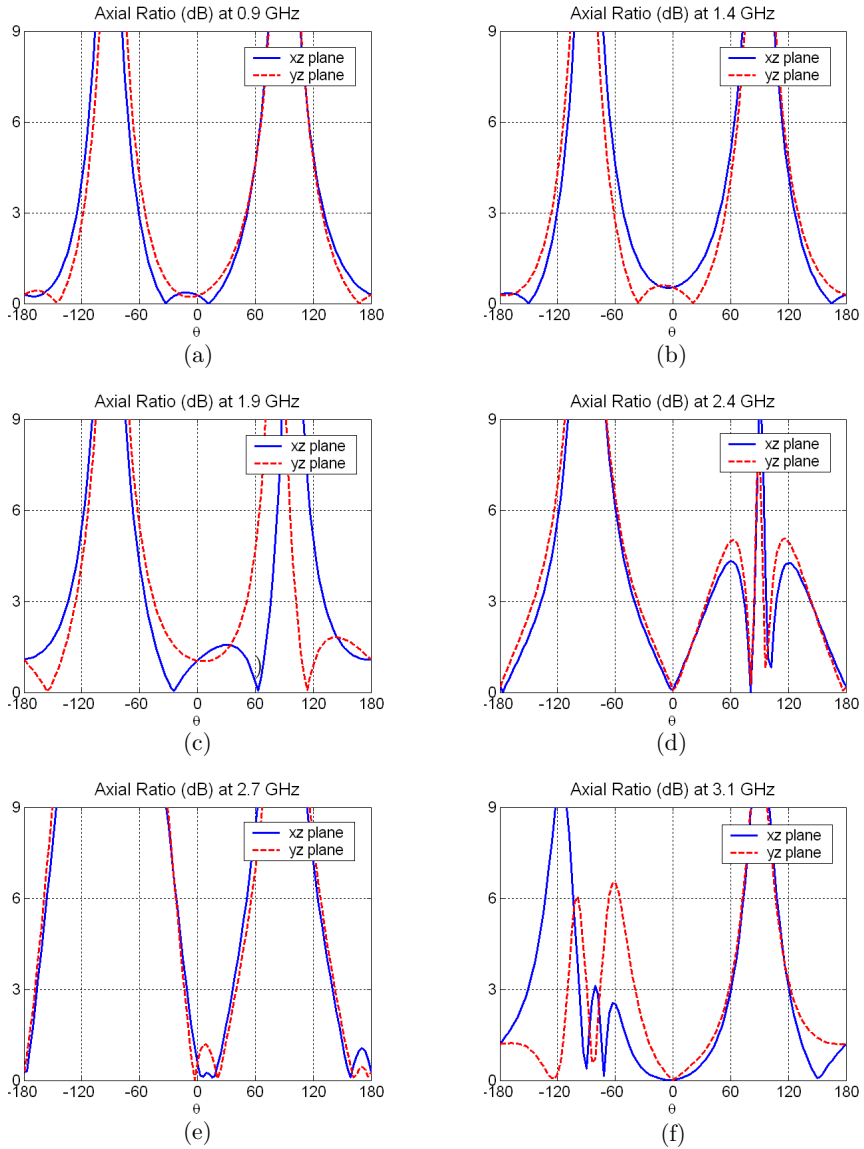 Axial Ratio (dB) at 0.9 GHz
9
6
3
0
xz plane
yz plane
-180 -120 -60 0 60 120 180
θ
(a)
Axial Ratio (dB) at 1.4 GHz
9
6
3
0
xz plane
yz plane
-180 -120 -60 0 60 120 180
θ
(b)
Axial Ratio (dB) at 1.9 GHz
9
6
3
0
xz plane
yz plane
-180 -120 -60 0 60 120 180
θ
(c)
Axial Ratio (dB) at 2.4 GHz
9
6
3
0
xz plane
yz plane
-180 -120 -60 0 60 120 180
θ
(d)
Axial Ratio (dB) at 2.7 GHz
9
6
3
0
xz plane
yz plane
-180 -120 -60 0 60 120 180
θ
(e)
Axial Ratio (dB) at 3.1 GHz
9
6
3
0
xz plane
yz plane
-180 -120 -60 0 60 120 180
θ
(f)